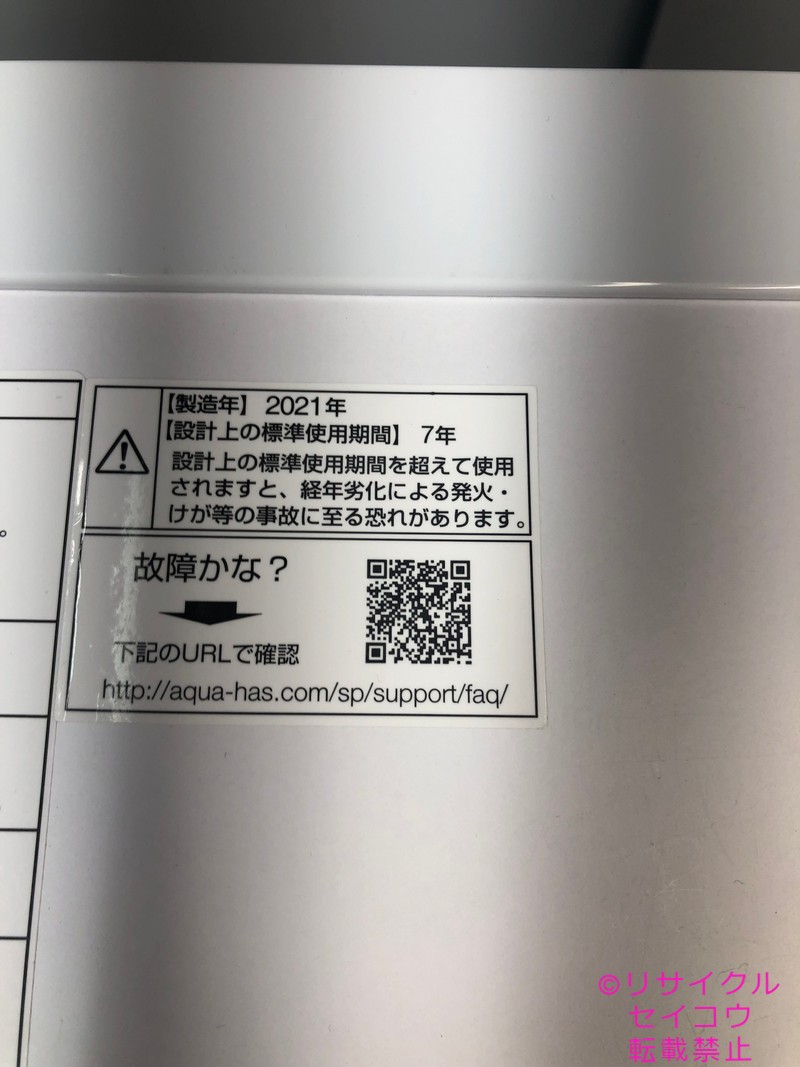 【製造年】 2021年
【設計上の標準使用期間】 7年
設計上の標準使用期間を超えて使用
されますと、経年劣化による発火・
けが等の事故に至る恐れがあります。
故障かな？
下記のURLで確認
http://aqua-has.com/sp/support/faq/
。
©リサイクル
セイコウ
転載禁止